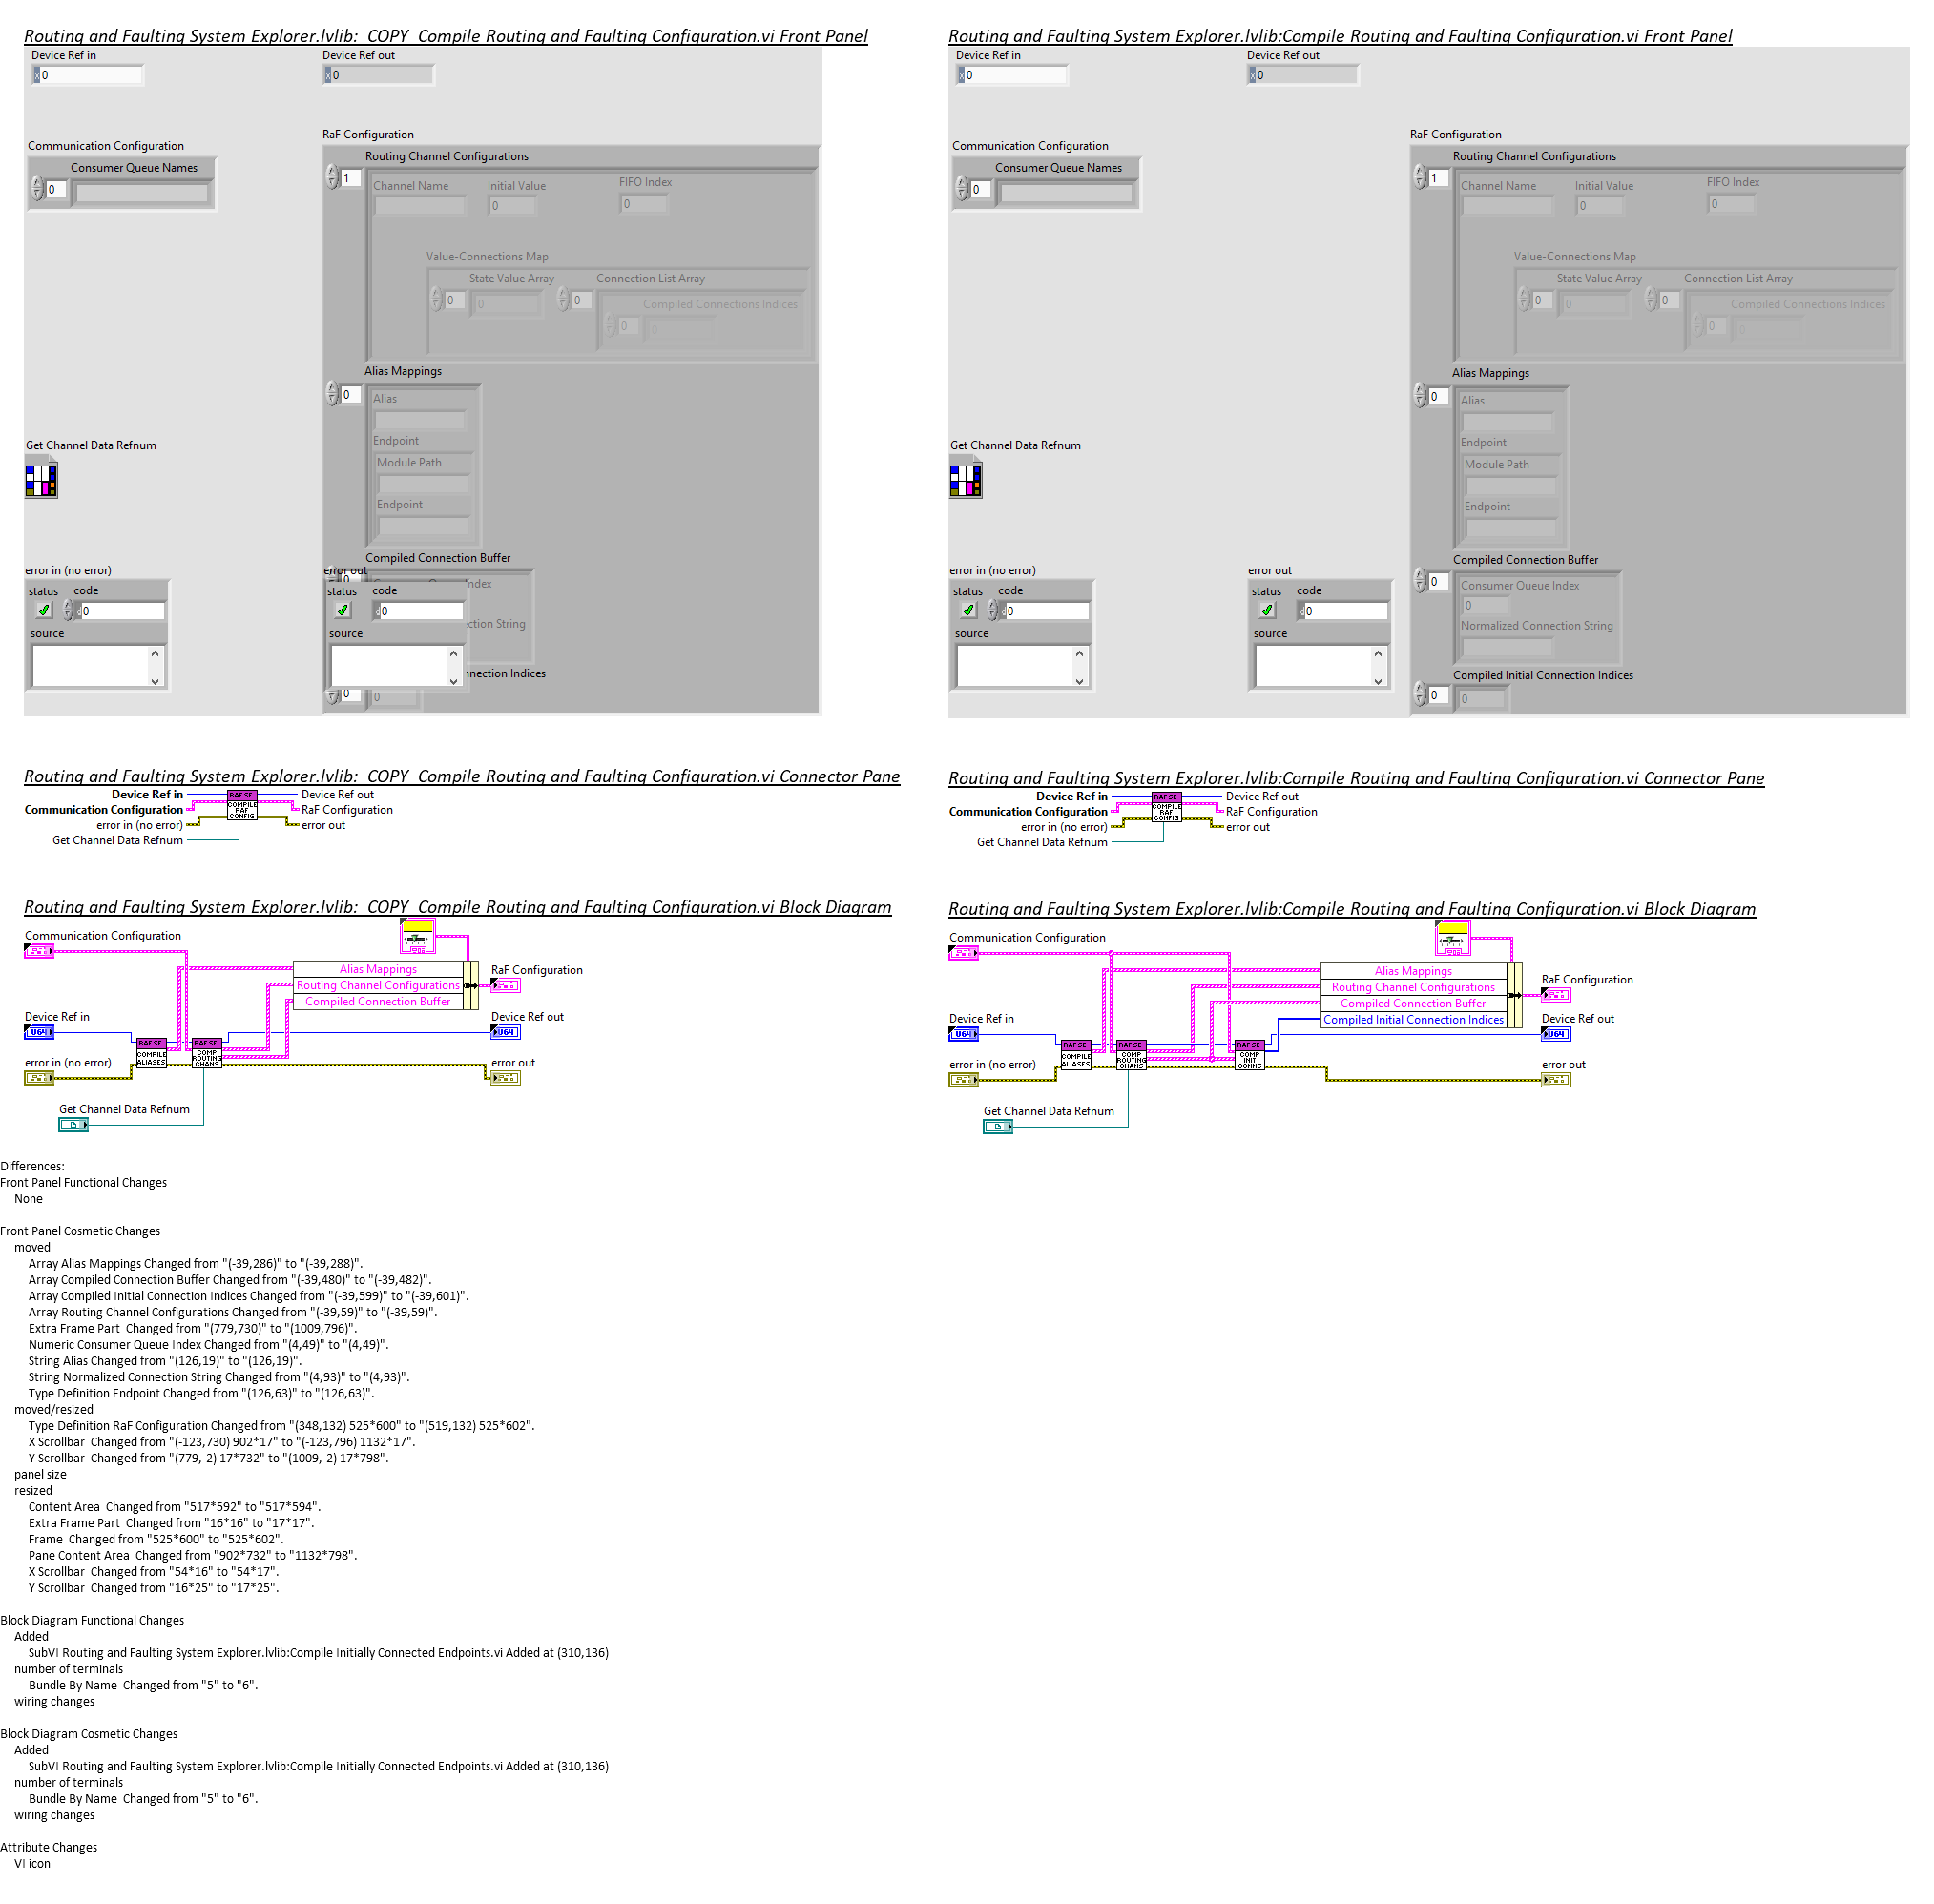 Routing and Faulting System Explorer.lvlib:_COPY_Compile Routing and Faulting Configuration.vi Front Panel
Device Ref in
Device Ref out
x 0
x 0
Communication Configuration
Consumer Queue Names
0
RaF Configuration
Routing Channel Configurations
1
Channel Name
Initial Value
FIFO Index
0
0
Value-Connections Map
State Value Array
Connection List Array
0
0
0
Compiled Connections Indices
0
0
Alias Mappings
0
Alias
Endpoint
Module Path
Endpoint
Get Channel Data Refnum
Compiled Connection Buffer
error in (no error)
status
code
0
source
error out
status
code
0
source
ndex
ction String
nnection Indices
0
0
Routing and Faulting System Explorer.lvlib:Compile Routing and Faulting Configuration.vi Front Panel
Device Ref in
Device Ref out
x 0
x 0
Communication Configuration
Consumer Queue Names
0
RaF Configuration
Routing Channel Configurations
1
Channel Name
Initial Value
FIFO Index
0
0
Value-Connections Map
State Value Array
Connection List Array
0
0
0
Compiled Connections Indices
0
0
Alias Mappings
0
Alias
Endpoint
Module Path
Endpoint
Get Channel Data Refnum
error in (no error)
status
code
0
source
error out
status
code
0
source
Compiled Connection Buffer
0
Consumer Queue Index
0
Normalized Connection String
Compiled Initial Connection Indices
0
0
Routing and Faulting System Explorer.lvlib:_COPY_Compile Routing and Faulting Configuration.vi Connector Pane
Device Ref in
Communication Configuration
error in (no error)
Get Channel Data Refnum
RAF SE
COMPILE
RAF
CONFIG
Device Ref out
RaF Configuration
error out
Routing and Faulting System Explorer.lvlib:Compile Routing and Faulting Configuration.vi Connector Pane
Device Ref in
Communication Configuration
error in (no error)
Get Channel Data Refnum
RAF SE
COMPILE
RAF
CONFIG
Device Ref out
RaF Configuration
error out
Routing and Faulting System Explorer.lvlib:_COPY_Compile Routing and Faulting Configuration.vi Block Diagram
Communication Configuration
Alias Mappings
Routing Channel Configurations
Compiled Connection Buffer
RaF Configuration
Device Ref in
U64
Device Ref out
U64
RAF SE
COMPILE
ALIASES
RAF SE
COMP
ROUTING
CHANS
error in (no error)
error out
Get Channel Data Refnum
Routing and Faulting System Explorer.lvlib:Compile Routing and Faulting Configuration.vi Block Diagram
Communication Configuration
Alias Mappings
Routing Channel Configurations
Compiled Connection Buffer
Compiled Initial Connection Indices
RaF Configuration
Device Ref in
U64
Device Ref out
U64
RAF SE
COMPILE
ALIASES
RAF SE
COMP
ROUTING
CHANS
RAF SE
COMP
INIT
CONNS
error in (no error)
error out
Get Channel Data Refnum
Differences:
Front Panel Functional Changes
None
Front Panel Cosmetic Changes
moved
Array Alias Mappings Changed from "(-39,286)" to "(-39,288)".
Array Compiled Connection Buffer Changed from "(-39,480)" to "(-39,482)".
Array Compiled Initial Connection Indices Changed from "(-39,599)" to "(-39,601)".
Array Routing Channel Configurations Changed from "(-39,59)" to "(-39,59)".
Extra Frame Part  Changed from "(779,730)" to "(1009,796)".
Numeric Consumer Queue Index Changed from "(4,49)" to "(4,49)".
String Alias Changed from "(126,19)" to "(126,19)".
String Normalized Connection String Changed from "(4,93)" to "(4,93)".
Type Definition Endpoint Changed from "(126,63)" to "(126,63)".
moved/resized
Type Definition RaF Configuration Changed from "(348,132) 525*600" to "(519,132) 525*602".
X Scrollbar  Changed from "(-123,730) 902*17" to "(-123,796) 1132*17".
Y Scrollbar  Changed from "(779,-2) 17*732" to "(1009,-2) 17*798".
panel size
resized
Content Area  Changed from "517*592" to "517*594".
Extra Frame Part  Changed from "16*16" to "17*17".
Frame  Changed from "525*600" to "525*602".
Pane Content Area  Changed from "902*732" to "1132*798".
X Scrollbar  Changed from "54*16" to "54*17".
Y Scrollbar  Changed from "16*25" to "17*25".
Block Diagram Functional Changes
Added
SubVI Routing and Faulting System Explorer.lvlib:Compile Initially Connected Endpoints.vi Added at (310,136)
number of terminals
Bundle By Name  Changed from "5" to "6".
wiring changes
Block Diagram Cosmetic Changes
Added
SubVI Routing and Faulting System Explorer.lvlib:Compile Initially Connected Endpoints.vi Added at (310,136)
number of terminals
Bundle By Name  Changed from "5" to "6".
wiring changes
Attribute Changes
VI icon